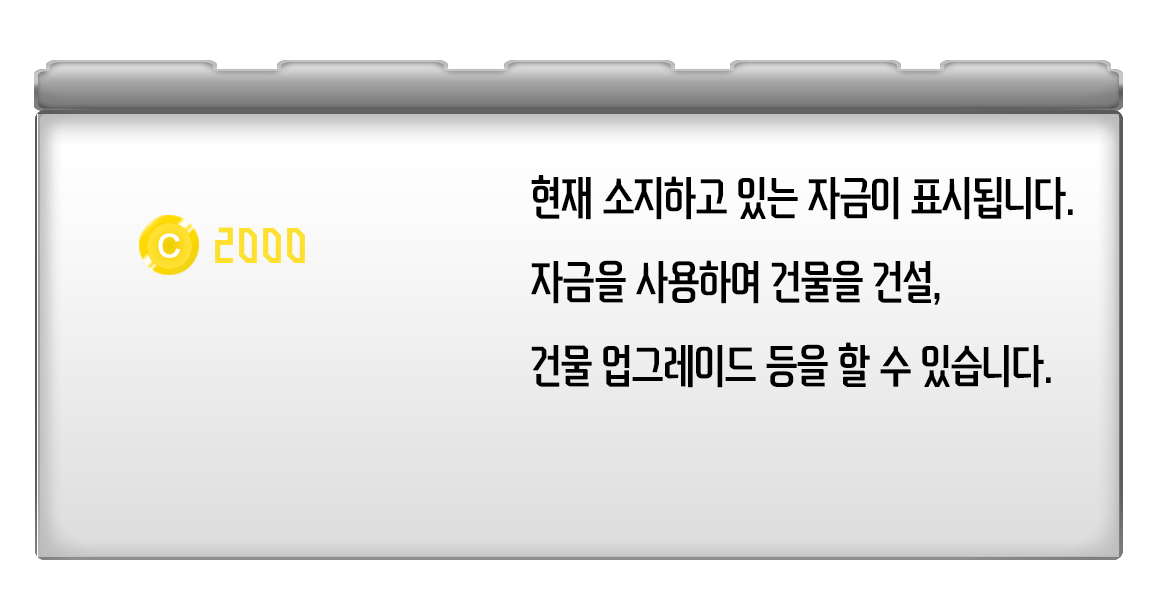 현재 소지하고 있는 자금이 표시됩니다.
C 2000
자금을 사용하며 건물을 건설,
건물 업그레이드 등을 할 수 있습니다.